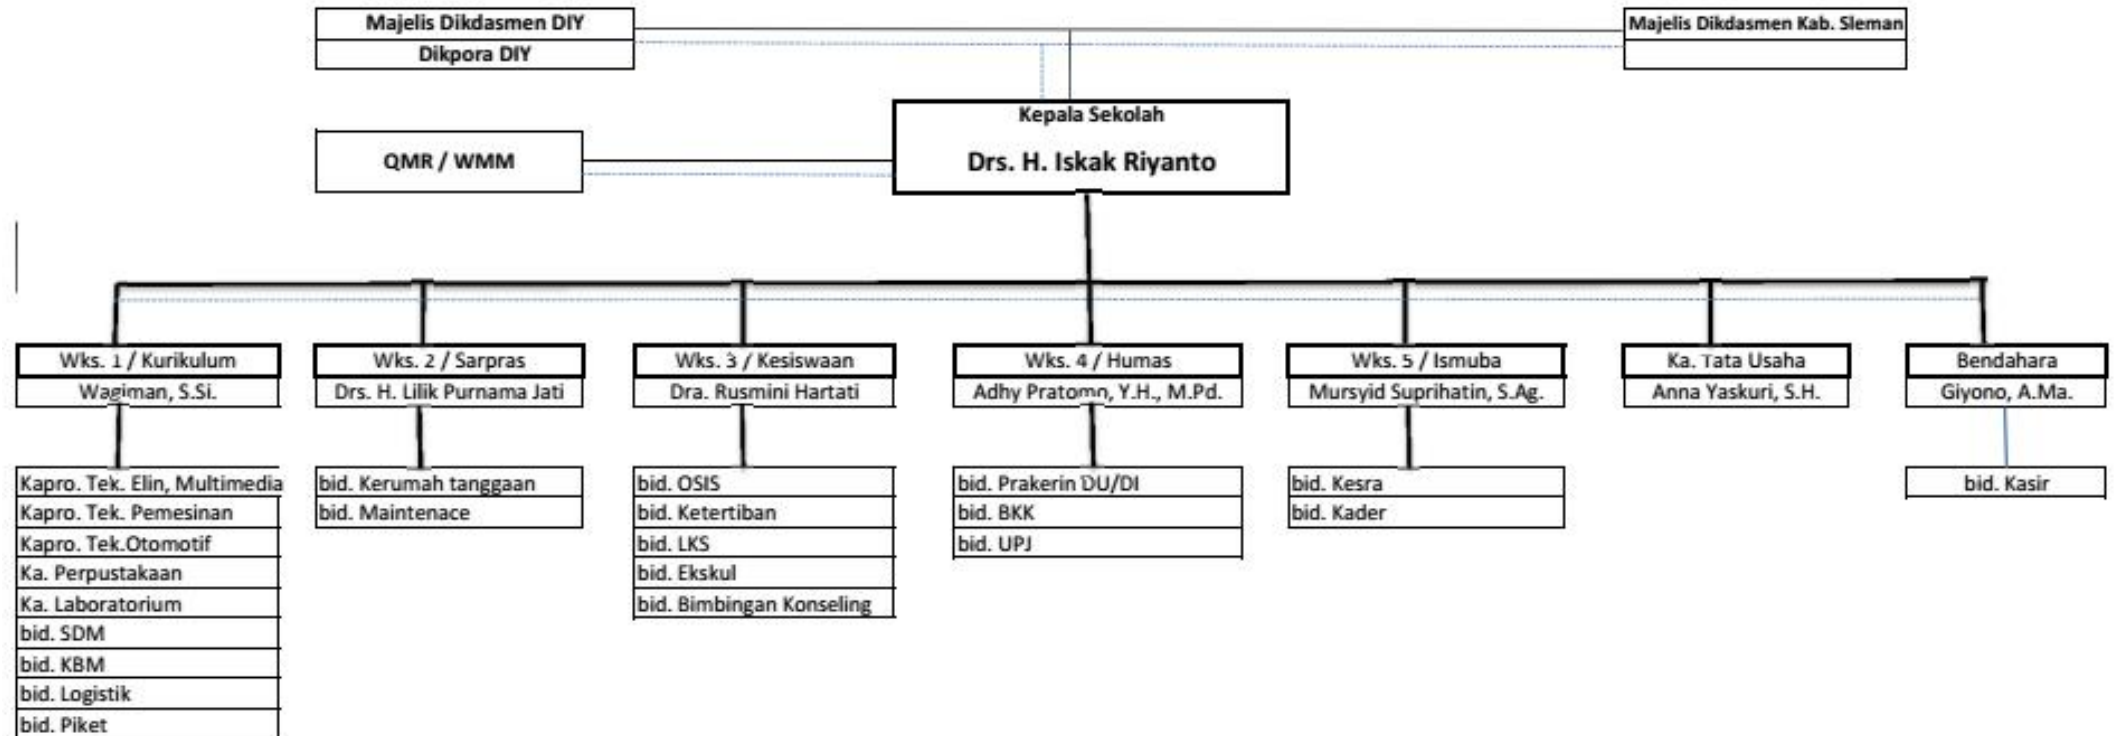 Majelis Dikdasmen DIY
Dikpora DIY
Majelis Dikdasmen Kab. Sleman
Kepala Sekolah
Drs. H. Iskak Riyanto
QMR / WMM
Wks. 1 / Kurikulum
Wagiman, S.Si.
Wks. 2 / Sarpras
Drs. H. Lilik Purnama Jati
Wks. 3 / Kesiswaan
Dra. Rusmini Hartati
Wks. 4 / Humas
Adhy Pratomo, Y.H., M.Pd.
Wks. 5 / Ismuba
Mursyid Suprihatin, S.Ag.
Ka. Tata Usaha
Anna Yaskuri, S.H.
Bendahara
Giyono, A.Ma.
Kapro. Tek. Elin, Multimedia
Kapro. Tek. Pemesinan
Kapro. Tek.Otomotif
Ka. Perpustakaan
Ka. Laboratorium
bid. SDM
bid. KBM
bid. Logistik
bid. Piket
bid. Kerumah tanggaan
bid. Maintenace
bid. OSIS
bid. Ketertiban
bid. LKS
bid. Ekskul
bid. Bimbingan Konseling
bid. Prakerin DU/DI
bid. BKK
bid. UPJ
bid. Kesra
bid. Kader
bid. Kasir